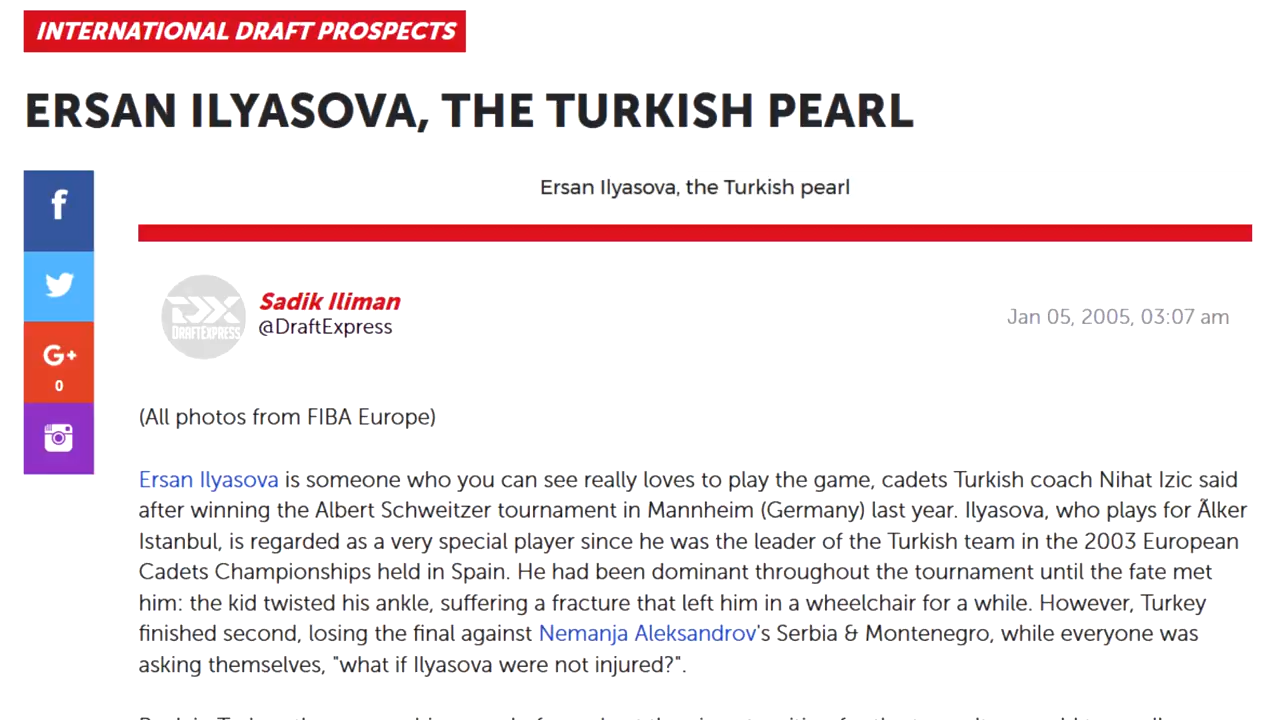 INTERNATIONAL DRAFT PROSPECTS
ERSAN ILYASOVA, THE TURKISH PEARL
Ersan Ilyasova, the Turkish pearl
f
DRAFTEXPRESS
Sadik Iliman
@DraftExpress
Jan 05, 2005, 03:07 am
G+
0
(All photos from FIBA Europe)
Ersan Ilyasova is someone who you can see really loves to play the game, cadets Turkish coach Nihat Izic said
after winning the Albert Schweitzer tournament in Mannheim (Germany) last year. Ilyasova, who plays for Ãlker
Istanbul, is regarded as a very special player since he was the leader of the Turkish team in the 2003 European
Cadets Championships held in Spain. He had been dominant throughout the tournament until the fate met
him: the kid twisted his ankle, suffering a fracture that left him in a wheelchair for a while. However, Turkey
finished second, losing the final against Nemanja Aleksandrov's Serbia & Montenegro, while everyone was
asking themselves, "what if Ilyasova were not injured?".